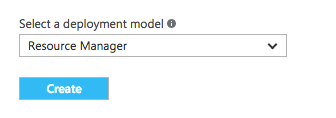 Select a deployment model
Resource Manager
Create